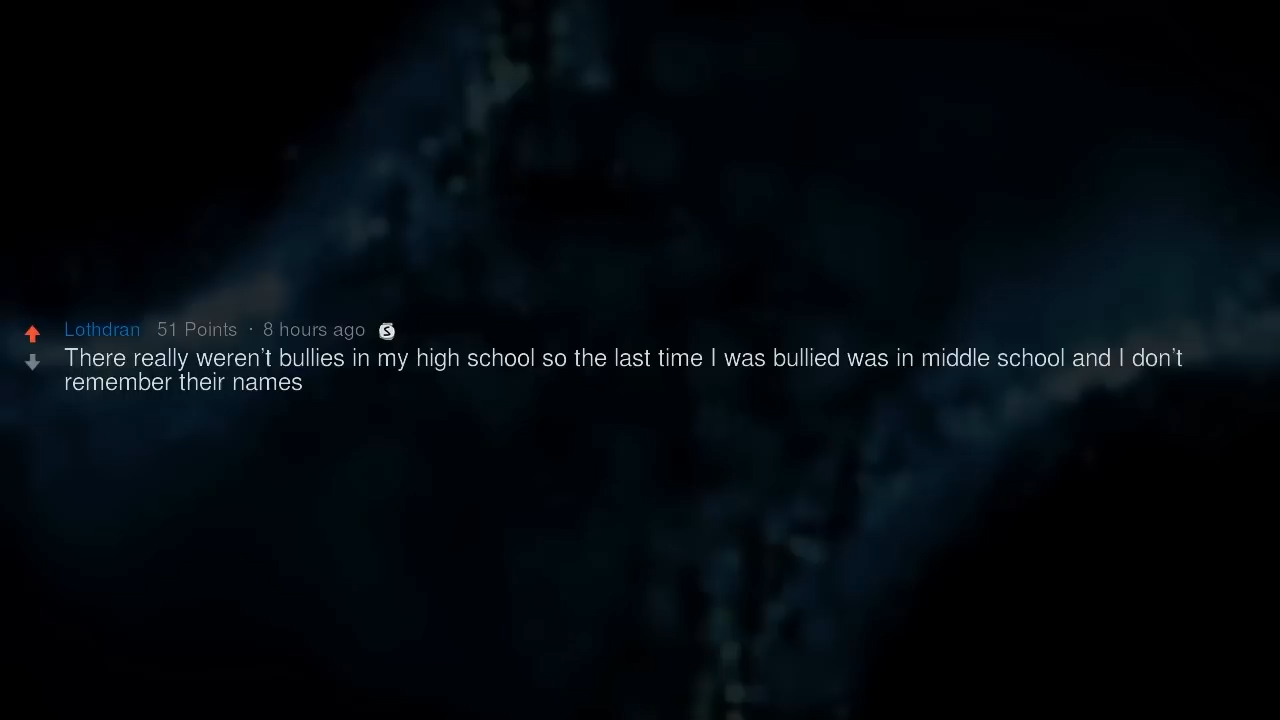 Lothdran 51 Points · 8 hours ago S
There really weren't bullies in my high school so the last time I was bullied was in middle school and I don't
remember their names